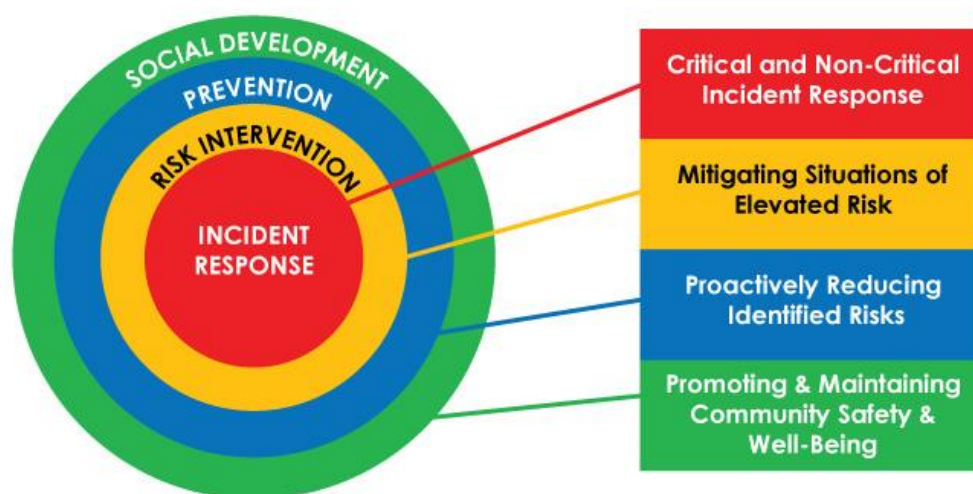 SOCIAL DEVELOPMENT
PREVENTION
RISK INTERVENTION
INCIDENT
RESPONSE
Critical and Non-Critical
Incident Response
Mitigating Situations of
Elevated Risk
Proactively Reducing
Identified Risks
Promoting & Maintaining
Community Safety &
Well-Being